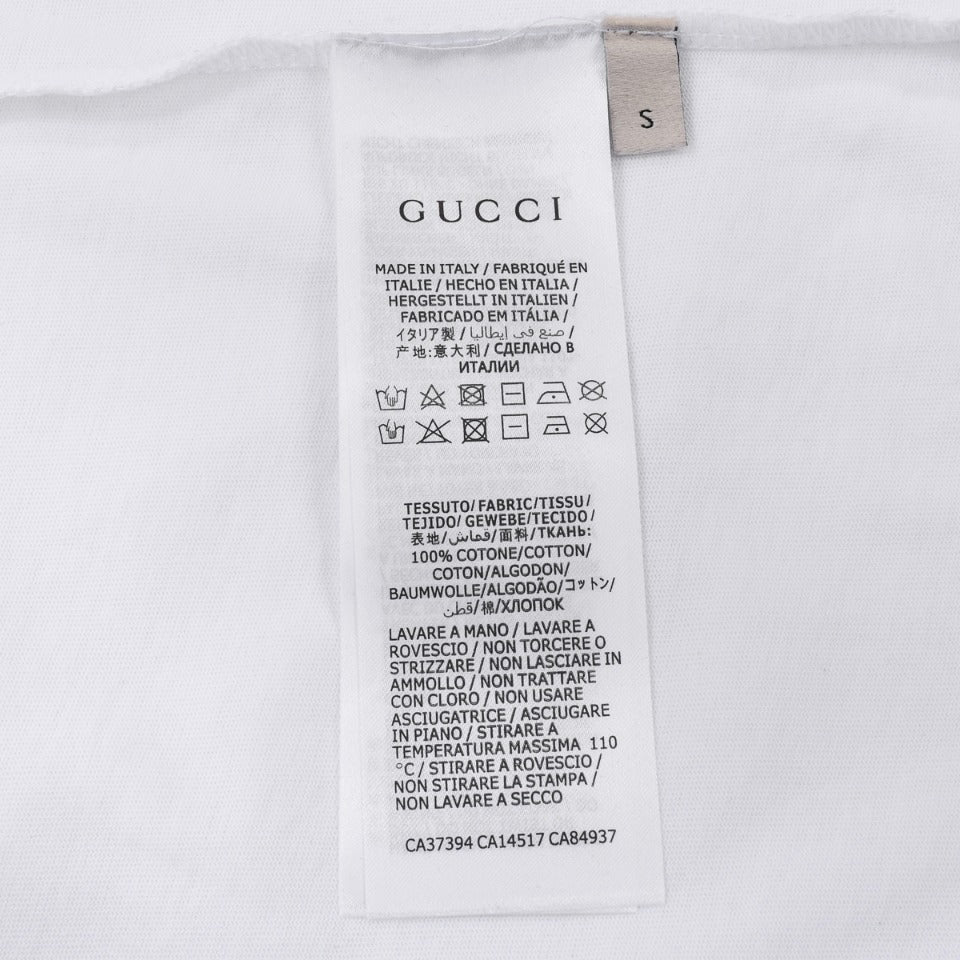 S
GUCCI
MADE IN ITALY / FABRIQUÉ EN
ITALIE / HECHO EN ITALIA /
HERGESTELLT IN ITALIEN /
FABRICADO EM ITÁLIA /
イタリア製 / صنع في إيطاليا /
产地:意大利 / СДЕЛАНО В
ИТАЛИИ
TESSUTO/FABRIC/TISSU/
TEJIDO/ GEWEBE/TECIDO/
表地/قماش/面料/ТКАНЬ:
100% COTONE/COTTON/
COTON/ALGODON/
BAUMWOLLE/ALGODÃO/コットン/
قطن/棉/ХЛОПОК
LAVARE A MANO / LAVARE A
ROVESCIO / NON TORCERE O
STRIZZARE / NON LASCIARE IN
AMMOLLO / NON TRATTARE
CON CLORO / NON USARE
ASCIUGATRICE / ASCIUGARE
IN PIANO / STIRARE A
TEMPERATURA MASSIMA 110
°C / STIRARE A ROVESCIO /
NON STIRARE LA STAMPA /
NON LAVARE A SECCO
CA37394 CA14517 CA84937